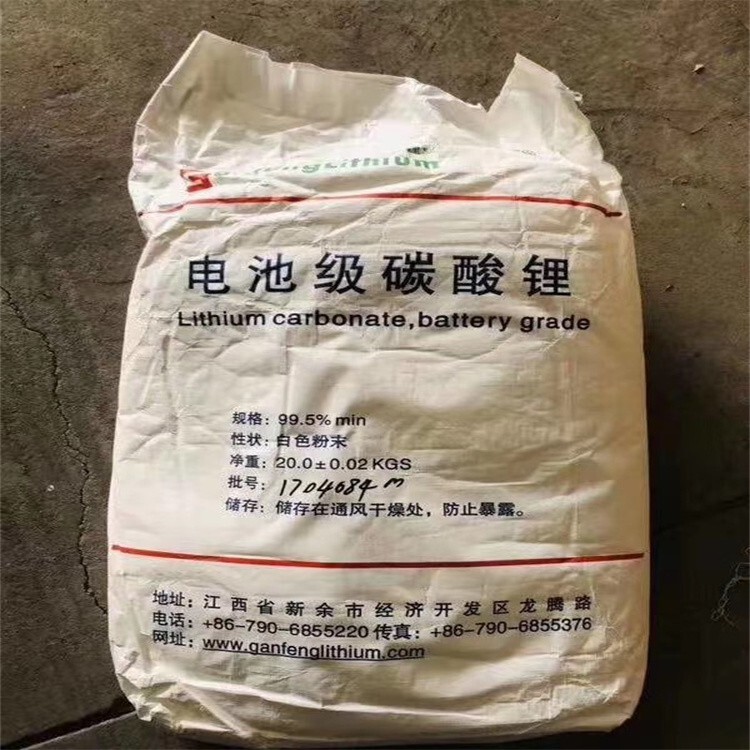 GanfengLithium
电池级碳酸锂
Lithium carbonate, battery grade
规格: 99.5% min
性状: 白色粉末
净重: 20.0±0.02 KGS
批号: 1704684 m
储存: 储存在通风干燥处，防止暴露。
地址: 江西省新余市经济开发区龙腾路
电话: +86-790-6855220 传真: +86-790-6855376
网址: www.ganfenglithium.com